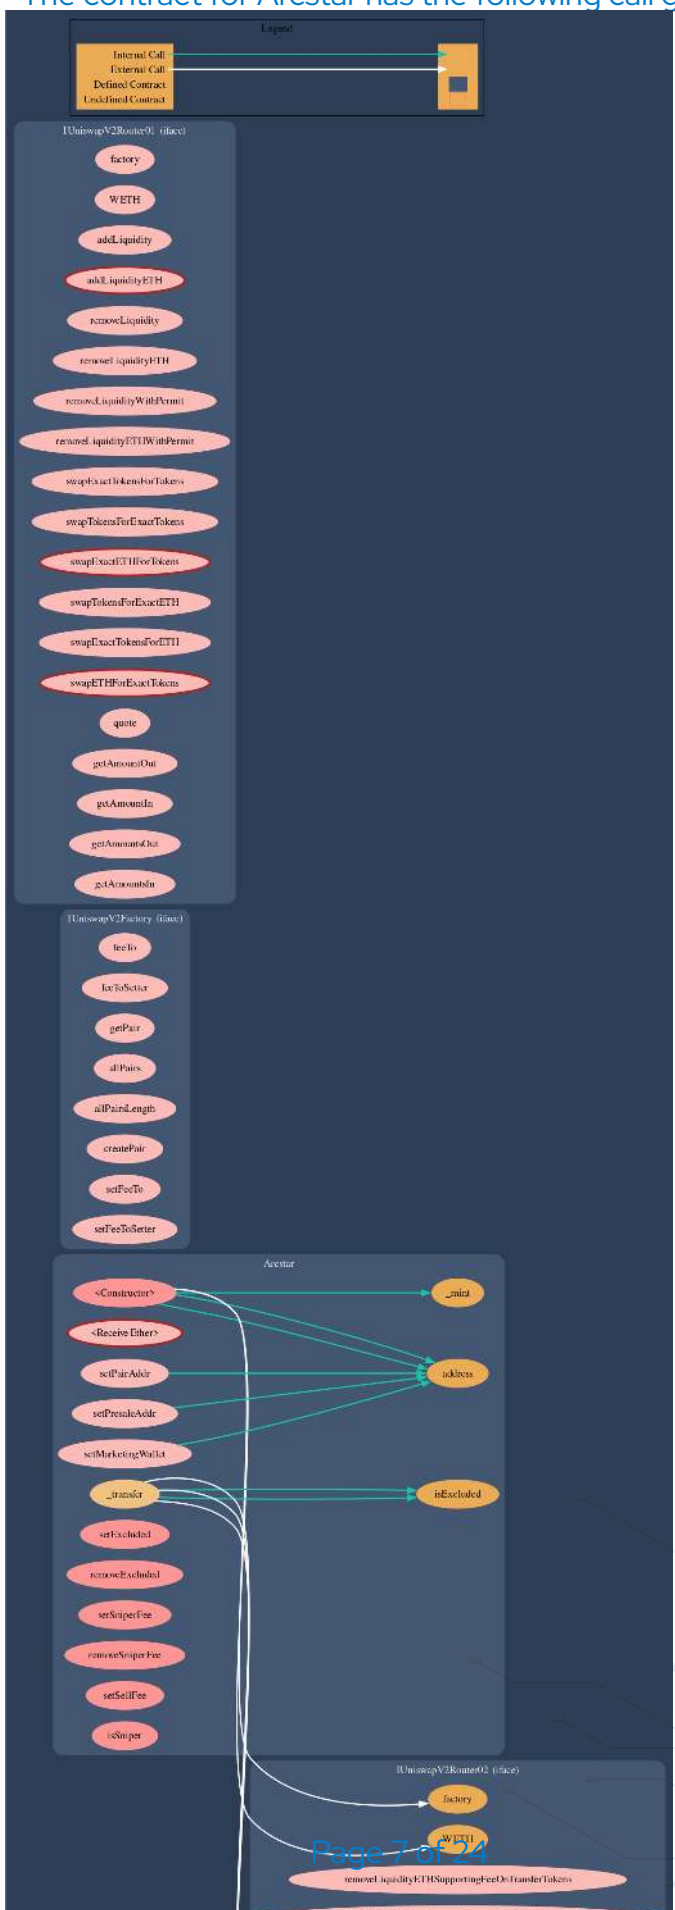 The contract for Arcstar has the following call g
Legend
Internal Call
External Call
Defined Contract
Undefined Contract
IUniswapV2Router01 (iface)
factory
WETH
addLiquidity
addLiquidityETH
removeLiquidity
removeLiquidityETH
removeLiquidityWithPermit
removeLiquidityETHWithPermit
swapExactTokensForTokens
swapTokensForExactTokens
swapExactETHForTokens
swapTokensForExactETH
swapExactTokensForETH
swapETHForExactTokens
quote
getAmountOut
getAmountIn
getAmountsOut
getAmountsIn
IUniswapV2Factory (iface)
feeTo
feeToSetter
getPair
allPairs
allPairsLength
createPair
setFeeTo
setFeeToSetter
Arcstar
<Constructor>
_mint
<Receive Ether>
setPairAddr
address
setPresaleAddr
setMarketingWallet
_transfer
isExcluded
setExcluded
removeExcluded
setSniperFee
removeSniperFee
setSellFee
isSniper
IUniswapV2Router02 (iface)
factory
WETH
Page 7 of 24
removeLiquidityETHSupportingFeeOnTransferTokens